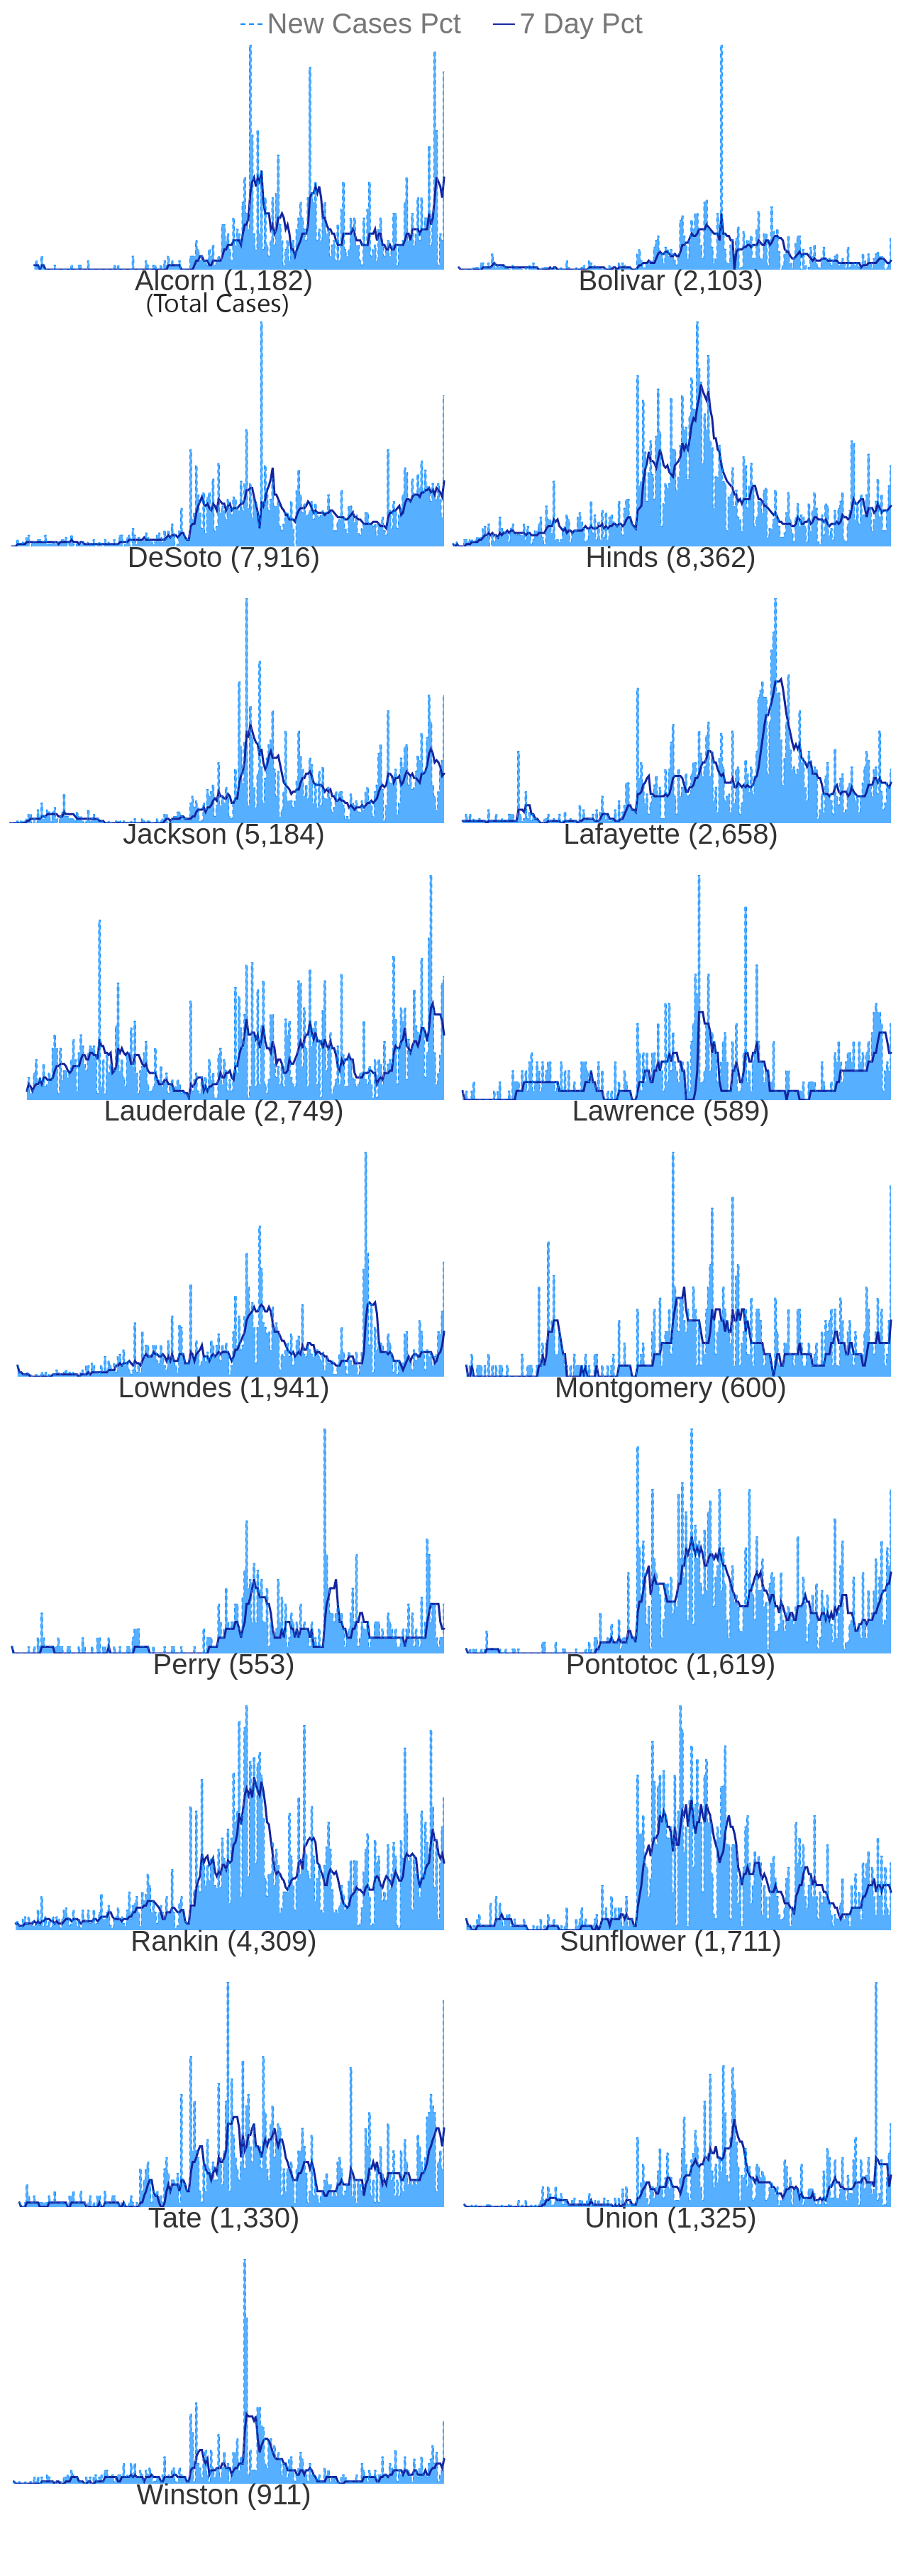 New Cases Pct 7 Day Pct
Alcorn (1,182) Bolivar (2,103)
(Total Cases)
DeSoto (7,916) Hinds (8,362)
Jackson (5,184) Lafayette (2,658)
Lauderdale (2,749) Lawrence (589)
Lowndes (1,941) Montgomery (600)
Perry (553) Pontotoc (1,619)
Rankin (4,309) Sunflower (1,711)
Tate (1,330) Union (1,325)
Winston (911)